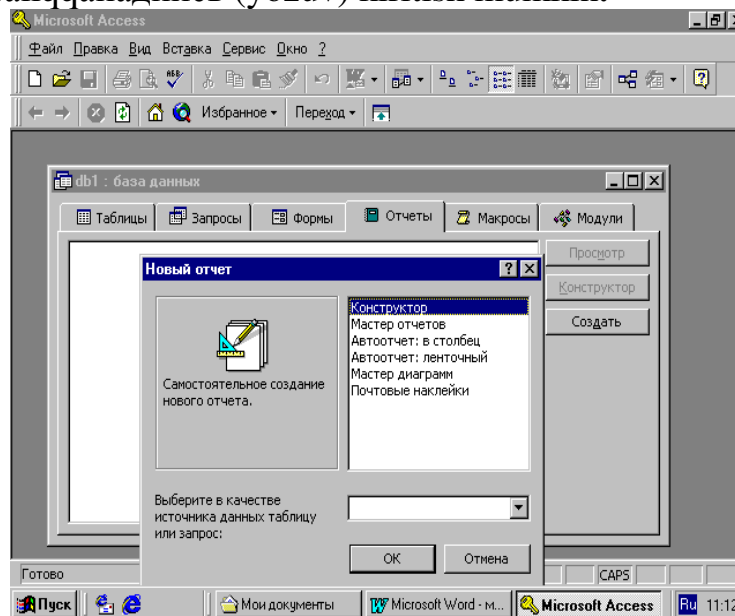 Microsoft Access
Файл Правка Вид Вставка Сервис Окно ?
Избранное Переход
db1 : база данных
Таблицы Запросы Формы Отчеты Макросы Модули
Просмотр
Конструктор
Создать
Новый отчет
Конструктор
Мастер отчетов
Автоотчет: в столбец
Автоотчет: ленточный
Мастер диаграмм
Почтовые наклейки
Самостоятельное создание
нового отчета.
Выберите в качестве
источника данных таблицу
или запрос:
ОК Отмена
Готово CAPS
Пуск Мои документы Microsoft Word - м... Microsoft Access Ru 11:12